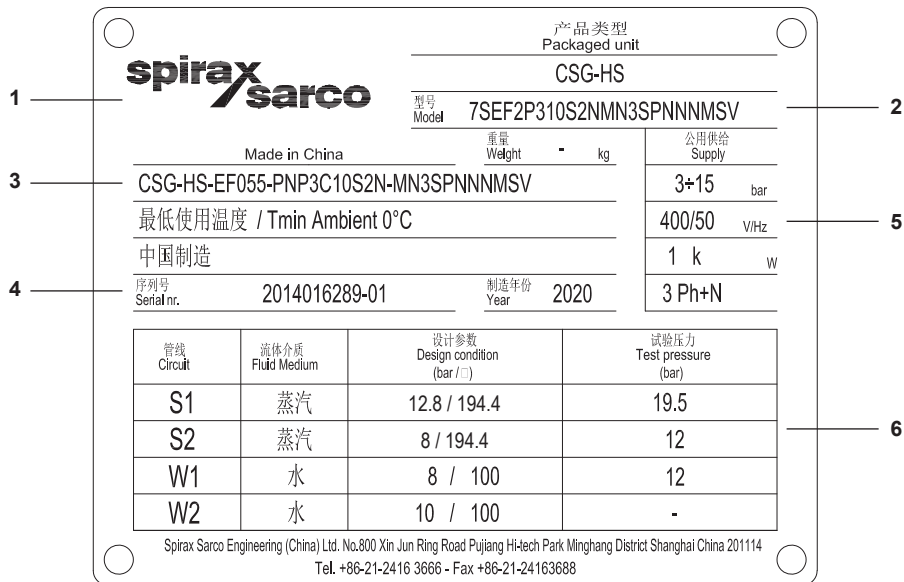 产品类型
Packaged unit
spirax
sarco
CSG-HS
1
型号
Model 7SEF2P310S2NMN3SPNNNMSV
2
Made in China
重量
Weight - kg
公用供给
Supply
3
CSG-HS-EF055-PNP3C10S2N-MN3SPNNNMSV
3÷15 bar
最低使用温度 / Tmin Ambient 0°C
400/50 V/Hz
5
中国制造
1 k W
4
序列号
Serial nr. 2014016289-01
制造年份
Year 2020
3 Ph+N
管线
Circuit
流体介质
Fluid Medium
设计参数
Design condition
(bar /□)
试验压力
Test pressure
(bar)
S1 蒸汽 12.8 / 194.4 19.5
S2 蒸汽 8 / 194.4 12
6
W1 水 8 / 100 12
W2 水 10 / 100 -
Spirax Sarco Engineering (China) Ltd. No.800 Xin Jun Ring Road Pujiang Hi-tech Park Minghang District Shanghai China 201114
Tel. +86-21-2416 3666 - Fax +86-21-24163688